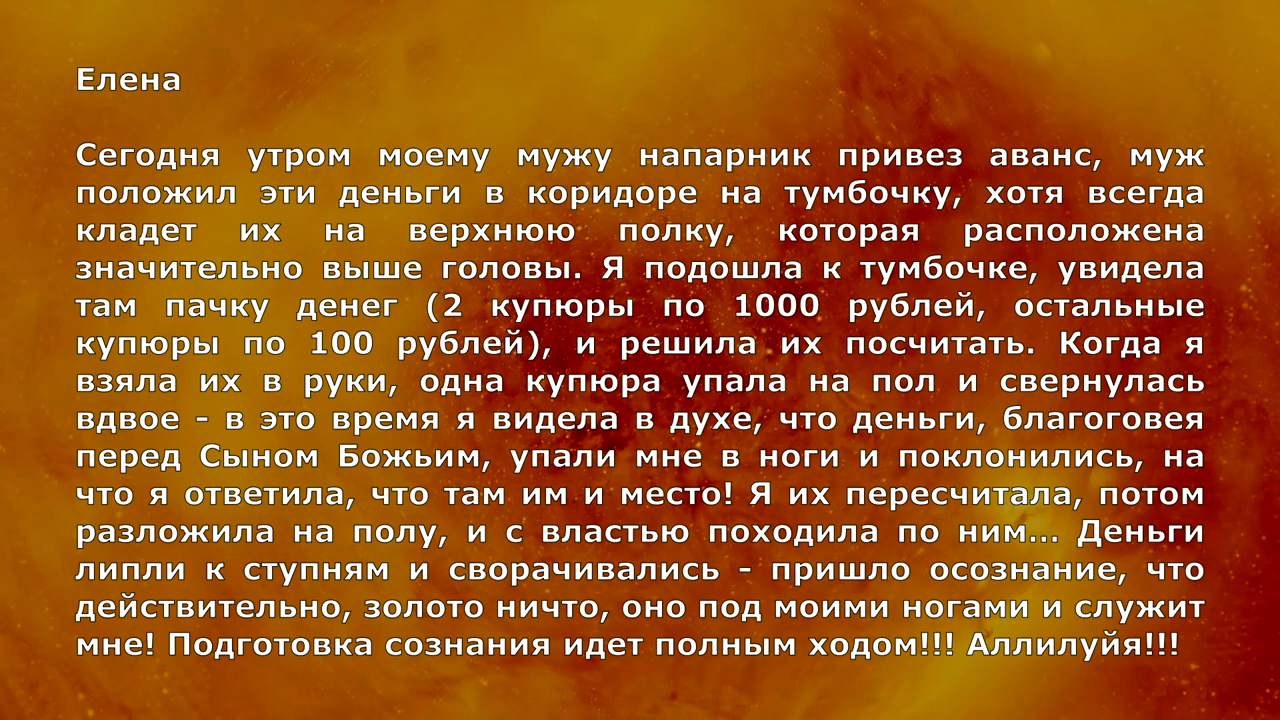 Елена
Сегодня утром моему мужу напарник привез аванс, муж
положил эти деньги в коридоре на тумбочку, хотя всегда
кладет их на верхнюю полку, которая расположена
значительно выше головы. Я подошла к тумбочке, увидела
там пачку денег (2 купюры по 1000 рублей, остальные
купюры по 100 рублей), и решила их посчитать. Когда я
взяла их в руки, одна купюра упала на пол и свернулась
вдвое - в это время я видела в духе, что деньги, благоговея
перед Сыном Божьим, упали мне в ноги и поклонились, на
что я ответила, что там им и место! Я их пересчитала, потом
разложила на полу, и с властью походила по ним... Деньги
липли к ступням и сворачивались - пришло осознание, что
действительно, золото ничто, оно под моими ногами и служит
мне! Подготовка сознания идет полным ходом!!! Аллилуйя!!!